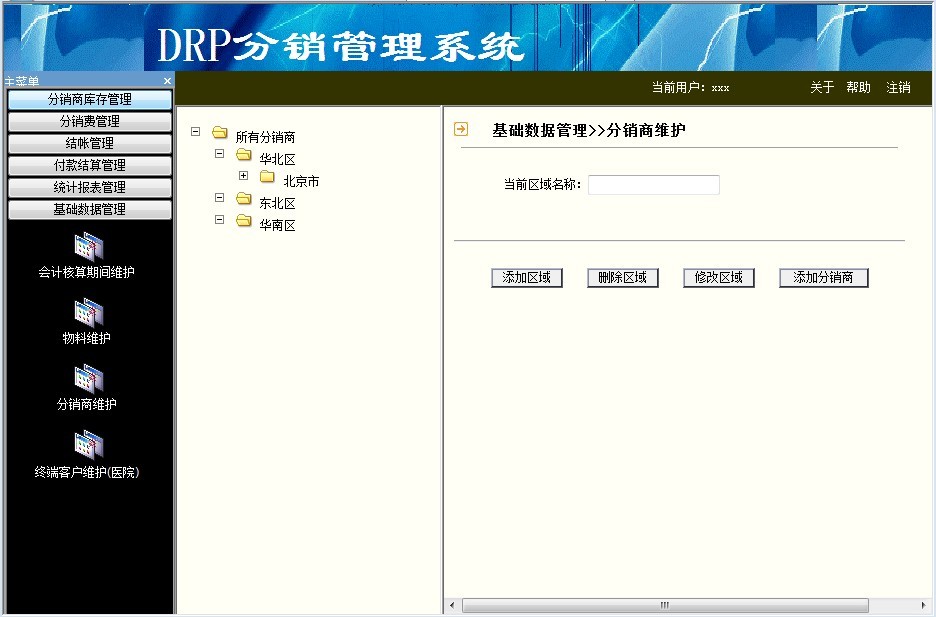 DRP分销管理系统
主菜单
当前用户：xxx
关于 帮助 注销
分销商库存管理
分销费管理
结帐管理
付款结算管理
统计报表管理
基础数据管理
会计核算期间维护
物料维护
分销商维护
终端客户维护(医院)
所有分销商
华北区
北京市
东北区
华南区
基础数据管理>>分销商维护
当前区域名称：
添加区域 删除区域 修改区域 添加分销商